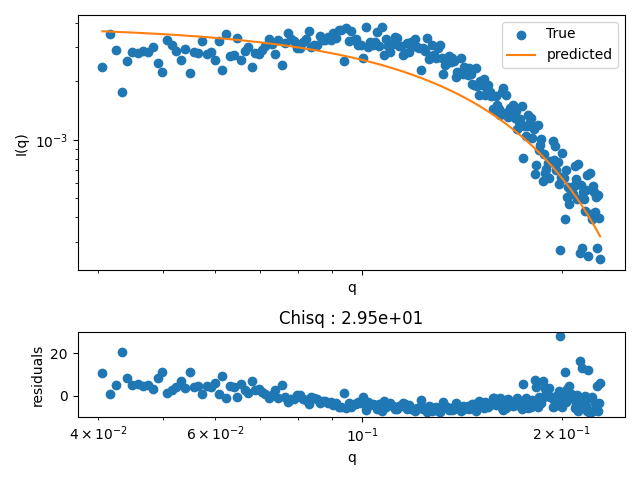 True
predicted
I(q)
10⁻³
q
Chisq : 2.95e+01
residuals
20
0
4 × 10⁻² 6 × 10⁻² 10⁻¹ 2 × 10⁻¹
q